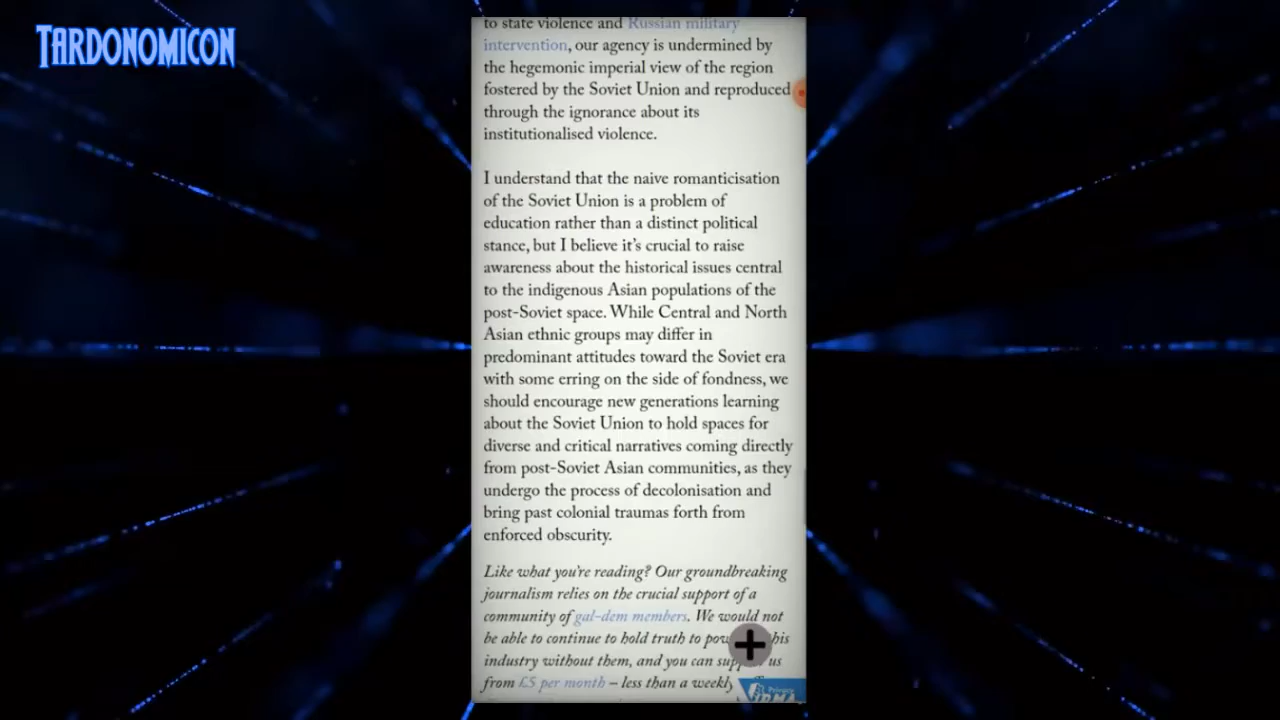 TARDONOMICON
to state violence and Russian military
intervention, our agency is undermined by
the hegemonic imperial view of the region
fostered by the Soviet Union and reproduced
through the ignorance about its
institutionalised violence.
I understand that the naive romanticisation
of the Soviet Union is a problem of
education rather than a distinct political
stance, but I believe it's crucial to raise
awareness about the historical issues central
to the indigenous Asian populations of the
post-Soviet space. While Central and North
Asian ethnic groups may differ in
predominant attitudes toward the Soviet era
with some erring on the side of fondness, we
should encourage new generations learning
about the Soviet Union to hold spaces for
diverse and critical narratives coming directly
from post-Soviet Asian communities, as they
undergo the process of decolonisation and
bring past colonial traumas forth from
enforced obscurity.
Like what you're reading? Our groundbreaking
journalism relies on the crucial support of a
community of gal-dem members. We would not
be able to continue to hold truth to
industry without them, and you can us
from £5 per month – less than a weekly
Privacy